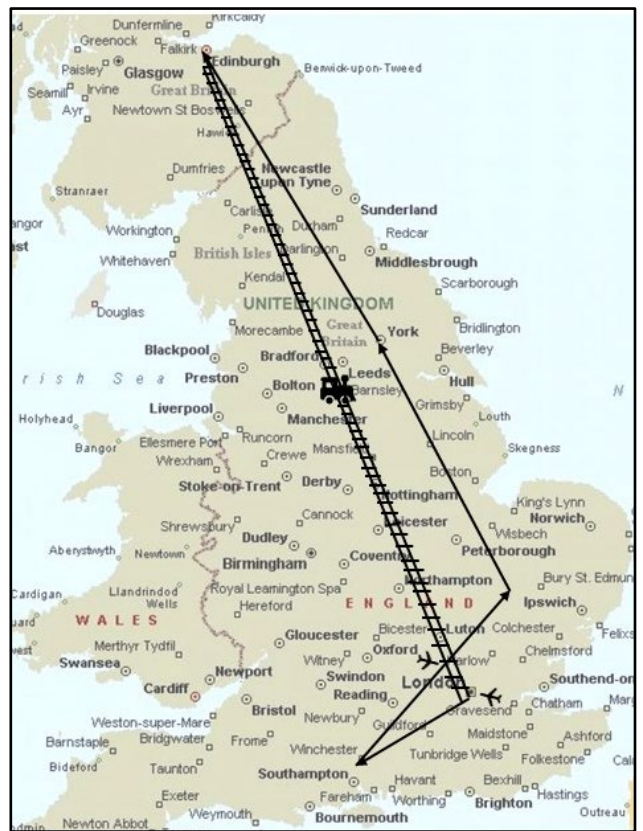 Kirkcaldy
Dunfermline
Greenock
Falkirk
Edinburgh
Paisley
Glasgow
Berwick-upon-Tweed
Seamill
Irvine
Great Britain
Ayr
Newtown St Boswells
Hawick
Dumfries
Newcastle
upon Tyne
Stranraer
Sunderland
Carlisle
Workington
Penrith
Durham
Redcar
British Isles
Darlington
Whitehaven
Middlesbrough
Kendal
Scarborough
UNITED KINGDOM
Douglas
Morecambe
Great
Britain
York
Bridlington
Blackpool
Bradford
Beverley
Leeds
Preston
Hull
rish Sea
Bolton
Barnsley
N
Liverpool
Grimsby
Manchester
Louth
Holyhead
Ellesmere Port
Runcorn
Lincoln
Bangor
Crewe
Mansfield
Skegness
Wrexham
Boston
Stoke-on-Trent
Derby
Nottingham
King's Lynn
Shrewsbury
Cannock
Leicester
Wisbech
Norwich
Dudley
Peterborough
Aberystwyth
Newtown
Birmingham
Coventry
Cardigan
Llandrindod
Wells
Royal Leamington Spa
Northampton
Bury St. Edmun
Hereford
ENGLAND
Ipswich
WALES
Felixs
Merthyr Tydfil
Gloucester
Bicester
Luton
Colchester
Swansea
Witney
Oxford
Harlow
Chelmsford
Newport
Swindon
London
Southend-on
Cardiff
Reading
Bristol
Newbury
Gravesend
Chatham
Mar
Weston-super-Mare
Guildford
Maidstone
Barnstaple
Bridgwater
Frome
Winchester
Tunbridge Wells
Ashford
Bideford
Taunton
Folkestone
Cal
Southampton
Havant
Bexhill
Exeter
Fareham
Worthing
Hastings
Brighton
Weymouth
Bournemouth
Outreau
Newton Abbot